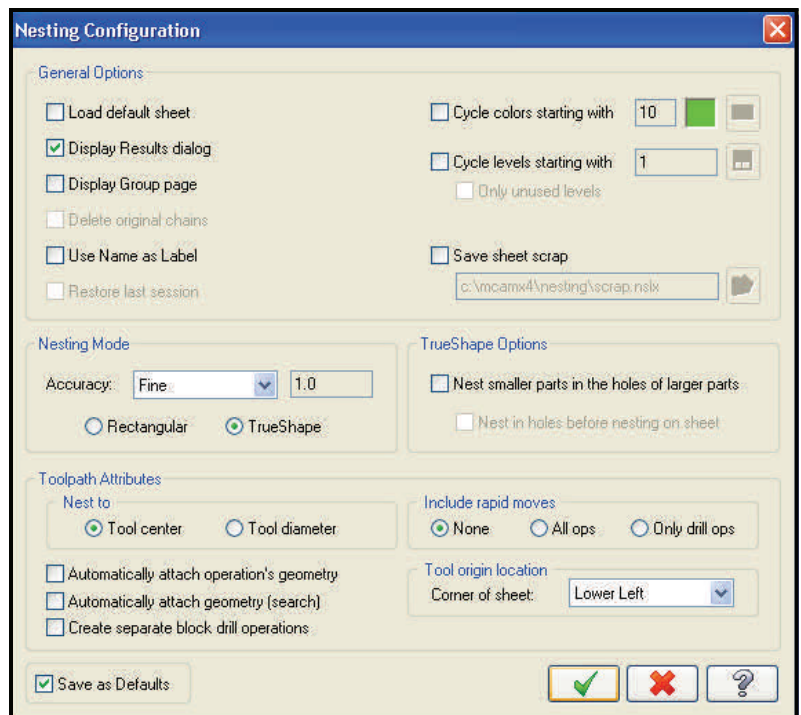 Nesting Configuration
General Options
Load default sheet
Display Results dialog
Display Group page
Delete original chains
Use Name as Label
Restore last session
Cycle colors starting with 10
Cycle levels starting with 1
Only unused levels
Save sheet scrap
c:\mcamx4\nesting\scrap.nslx
Nesting Mode
Accuracy: Fine 1.0
Rectangular TrueShape
TrueShape Options
Nest smaller parts in the holes of larger parts
Nest in holes before nesting on sheet
Toolpath Attributes
Nest to
Tool center Tool diameter
Automatically attach operation's geometry
Automatically attach geometry (search)
Create separate block drill operations
Include rapid moves
None All ops Only drill ops
Tool origin location
Corner of sheet: Lower Left
Save as Defaults
?